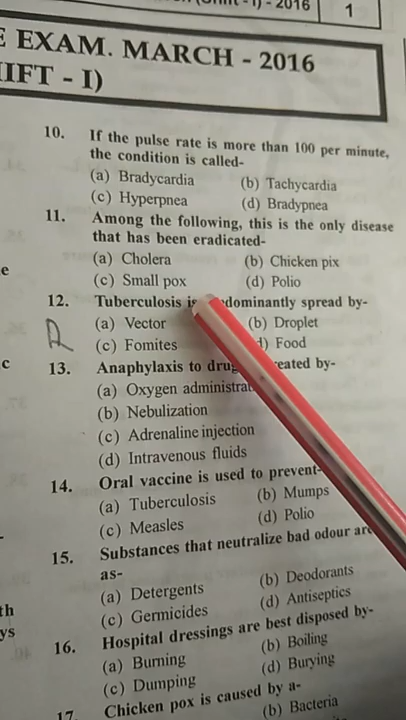 - 2016
1
E EXAM. MARCH - 2016
IFT - I)
10. If the pulse rate is more than 100 per minute,
the condition is called-
(a) Bradycardia (b) Tachycardia
(c) Hyperpnea (d) Bradypnea
11. Among the following, this is the only disease
that has been eradicated-
(a) Cholera (b) Chicken pix
(c) Small pox (d) Polio
12. Tuberculosis is dominantly spread by-
(a) Vector (b) Droplet
(c) Fomites d) Food
13. Anaphylaxis to drug eated by-
(a) Oxygen administrat
(b) Nebulization
(c) Adrenaline injection
(d) Intravenous fluids
14. Oral vaccine is used to prevent-
(a) Tuberculosis (b) Mumps
(c) Measles (d) Polio
15. Substances that neutralize bad odour are
as-
(a) Detergents (b) Deodorants
(c) Germicides (d) Antiseptics
16. Hospital dressings are best disposed by-
(a) Burning (b) Boiling
(c) Dumping (d) Burying
17. Chicken pox is caused by a-
(b) Bacteria